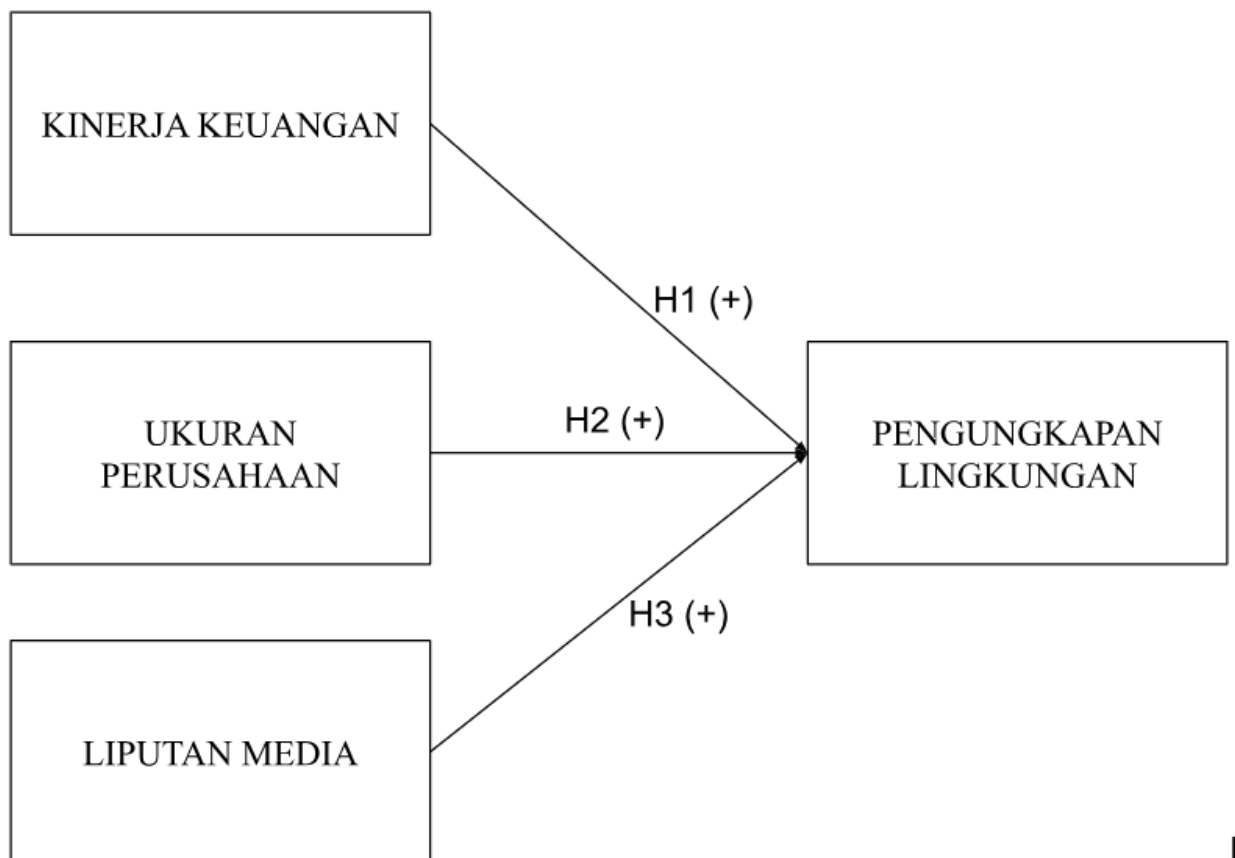 KINERJA KEUANGAN
H1 (+)
UKURAN
PERUSAHAAN
H2 (+)
PENGUNGKAPAN
LINGKUNGAN
H3 (+)
LIPUTAN MEDIA